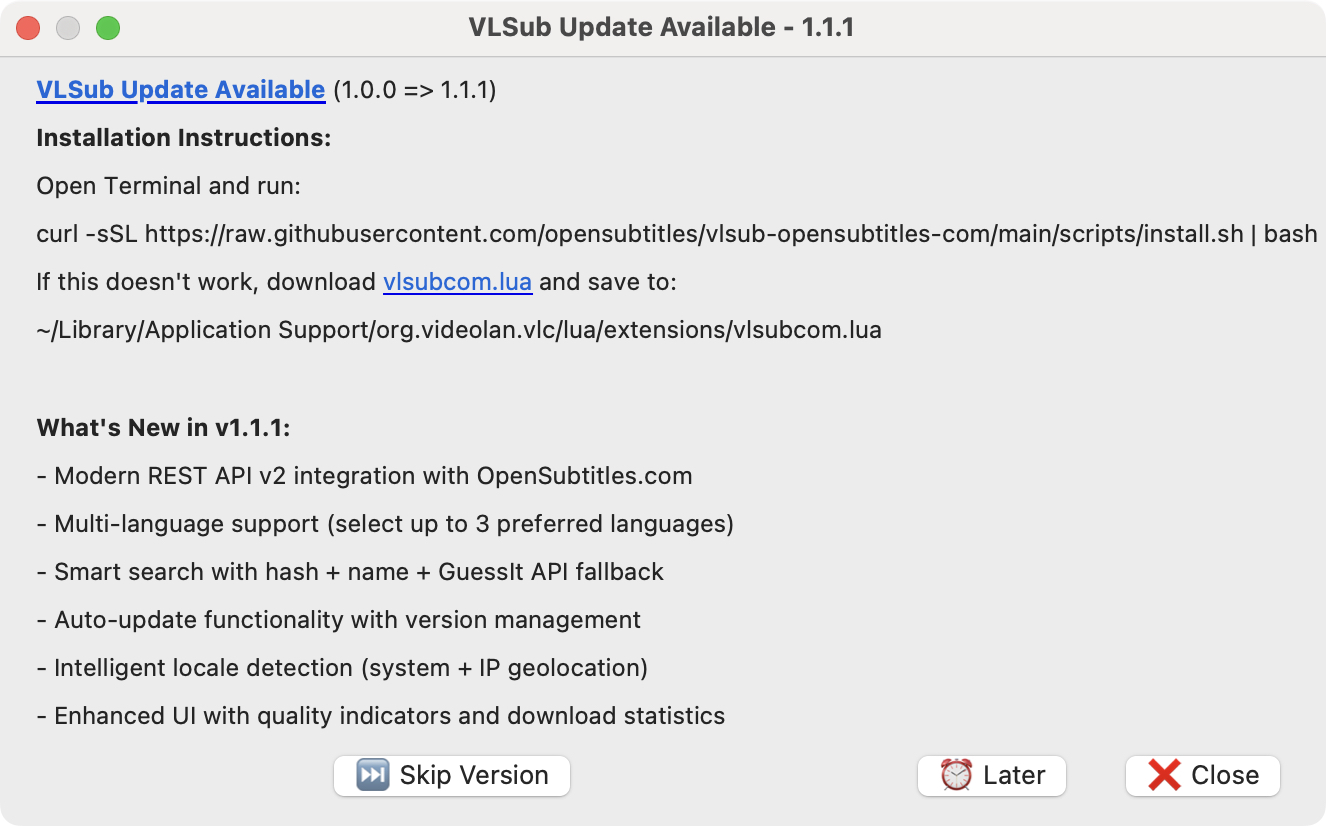 VLSub Update Available - 1.1.1
VLSub Update Available (1.0.0 => 1.1.1)
Installation Instructions:
Open Terminal and run:
curl -sSL https://raw.githubusercontent.com/opensubtitles/vlsub-opensubtitles-com/main/scripts/install.sh | bash
If this doesn't work, download vlsubcom.lua and save to:
~/Library/Application Support/org.videolan.vlc/lua/extensions/vlsubcom.lua
What's New in v1.1.1:
- Modern REST API v2 integration with OpenSubtitles.com
- Multi-language support (select up to 3 preferred languages)
- Smart search with hash + name + GuessIt API fallback
- Auto-update functionality with version management
- Intelligent locale detection (system + IP geolocation)
- Enhanced UI with quality indicators and download statistics
⏭️ Skip Version
⏰ Later
❌ Close